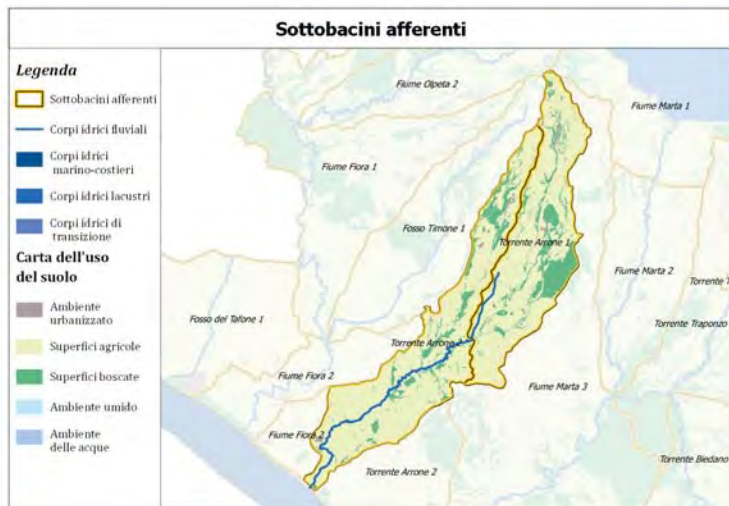 Sottobacini afferenti
Legenda
Sottobacini afferenti
Corpi idrici fluviali
Corpi idrici
marino-costieri
Corpi idrici lacustri
Corpi idrici di
transizione
Carta dell'uso
del suolo
Ambiente
urbanizzato
Superfici agricole
Superfici boscate
Ambiente umido
Ambiente
delle acque
Fiume Olpeta 2
Fiume Marta 1
Fiume Fiora 1
Fosso Timone 1
Torrente Arrone 1
Fiume Marta 2
Torrente T
Fosso del Tafone 1
Torrente Traponzo
Torrente Arrone 2
Fiume Fiora 2
Fiume Marta 3
Fiume Fiora 2
Torrente Arrone 2
Torrente Biedano